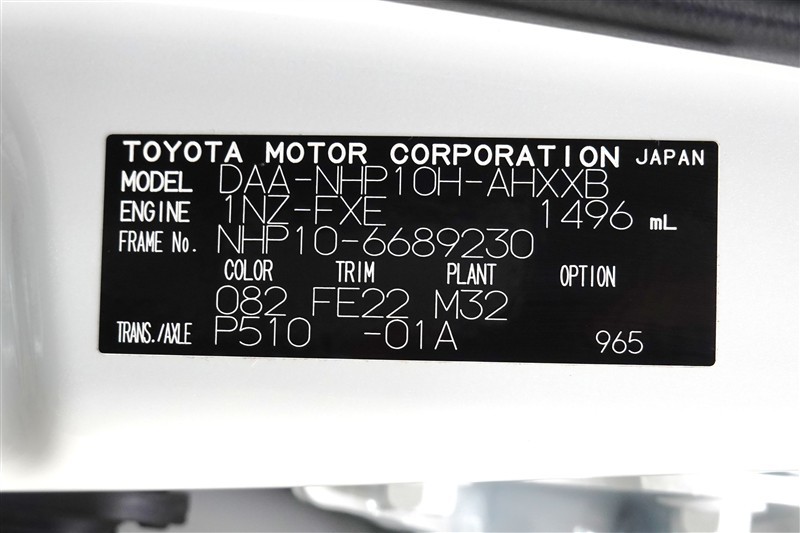 TOYOTA MOTOR CORPORATION JAPAN
MODEL DAA-NHP10H-AHXXB
ENGINE 1NZ-FXE 1496 mL
FRAME No. NHP10-6689230
COLOR TRIM PLANT OPTION
082 FE22 M32
TRANS./AXLE P510 -01A 965